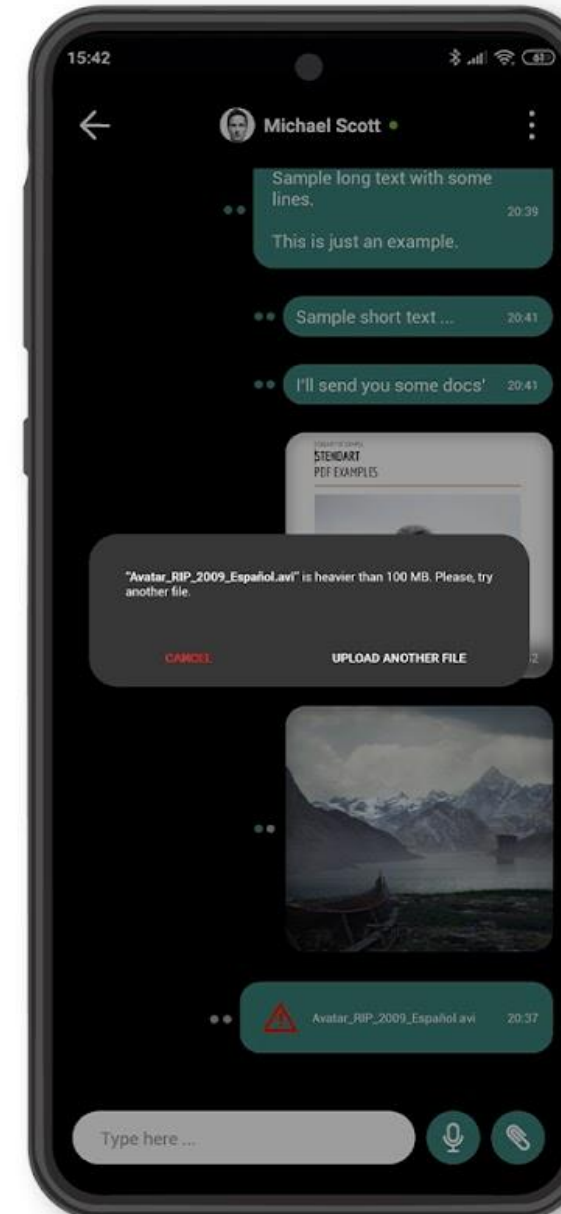 15:42
61
Michael Scott
Sample long text with some
lines.
20:39
This is just an example.
Sample short text ...
20:41
I'll send you some docs'
20:41
STENDART
PDF EXAMPLES
"Avatar_RIP_2009_Español.avi" is heavier than 100 MB. Please, try
another file.
CANCEL
UPLOAD ANOTHER FILE
Avatar_RIP_2009_Español.avi
20:37
Type here ...